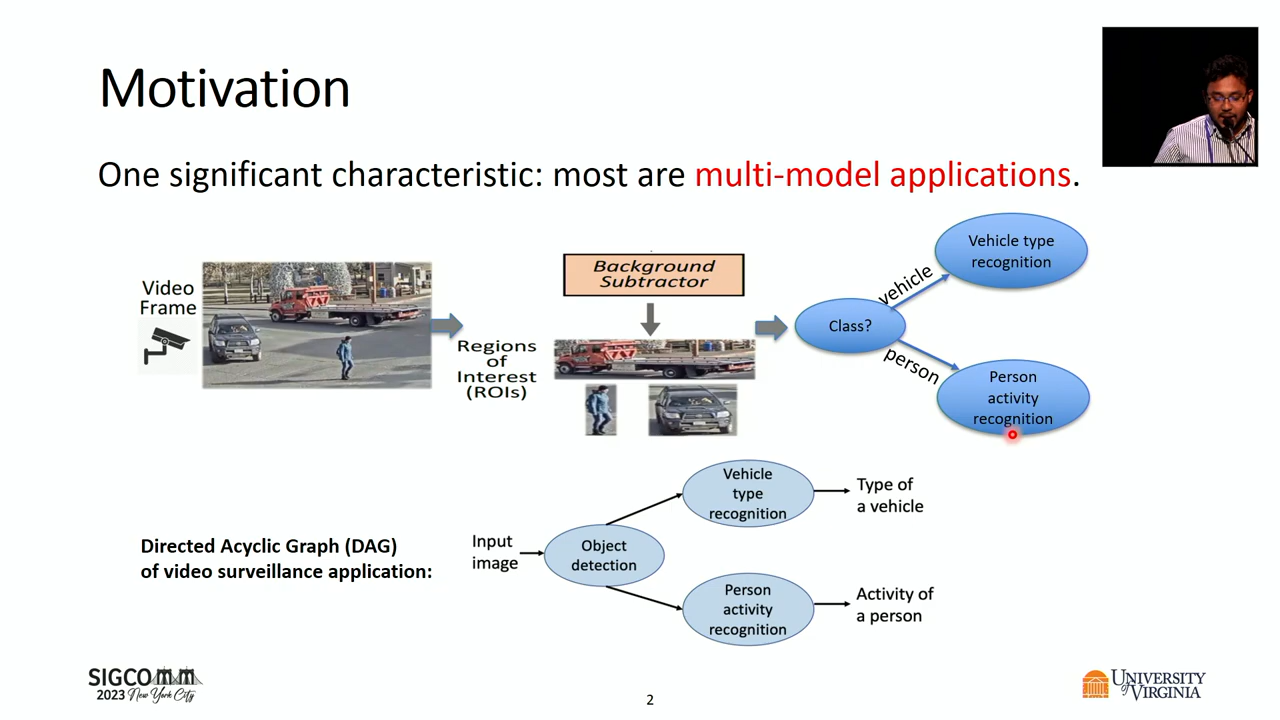 Motivation
One significant characteristic: most are multi-model applications.
Video
Frame
Regions
of
Interest
(ROIs)
Background
Subtractor
Class?
vehicle
person
Vehicle type
recognition
Person
activity
recognition
Directed Acyclic Graph (DAG)
of video surveillance application:
Input
image
Object
detection
Vehicle
type
recognition
Type of
a vehicle
Person
activity
recognition
Activity of
a person
SIGCOMM
2023 New York City
2
UNIVERSITY
of VIRGINIA